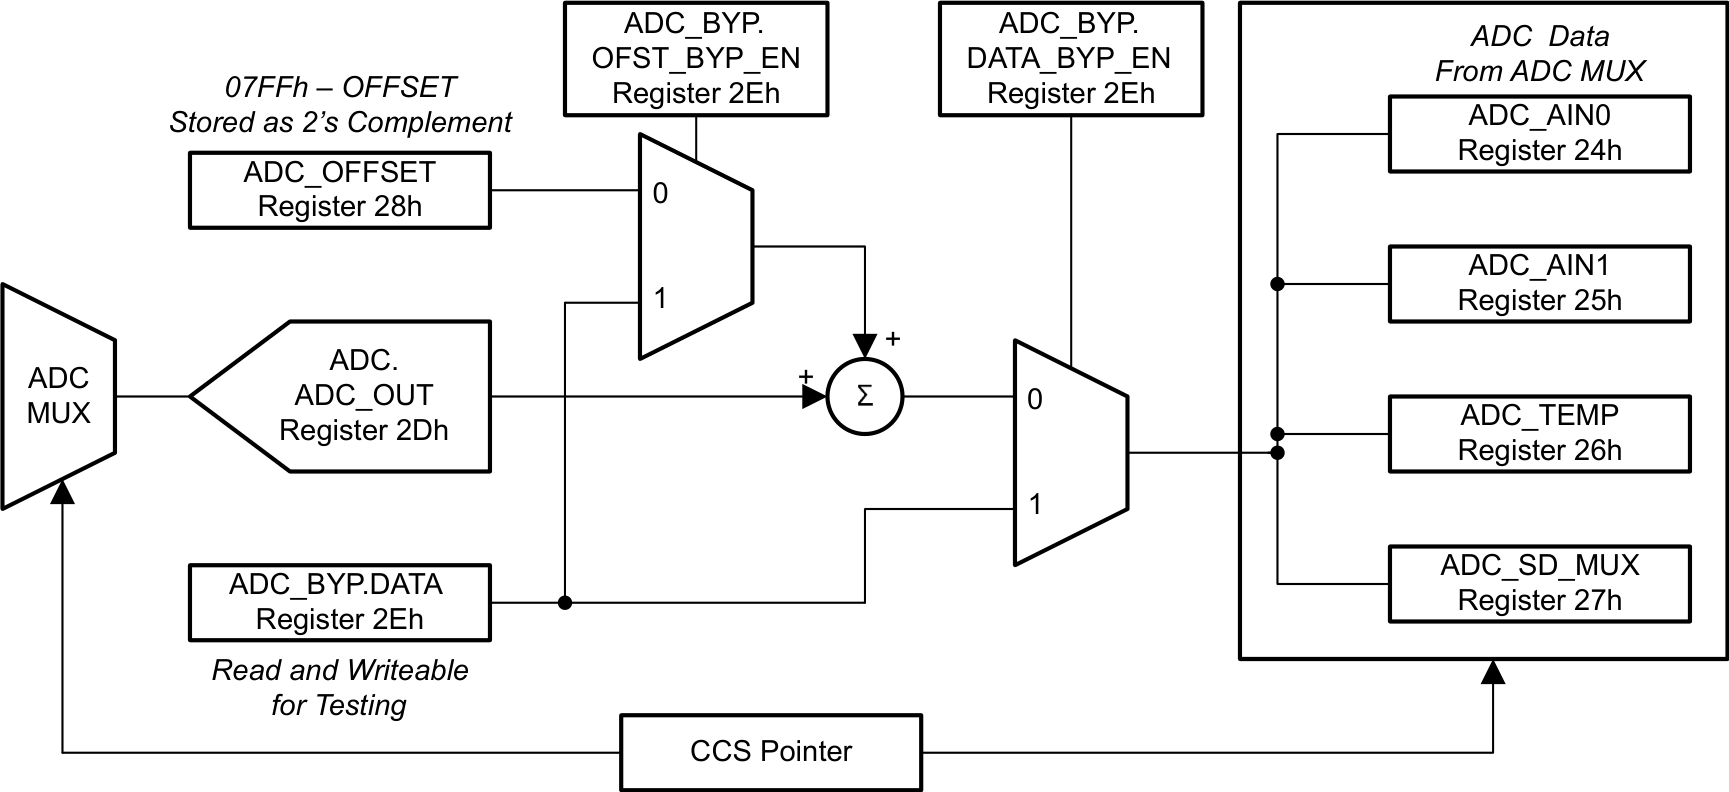 ADC_BYP.
OFST_BYP_EN
Register 2Eh
ADC_BYP.
DATA_BYP_EN
Register 2Eh
ADC Data
From ADC MUX
07FFh – OFFSET
Stored as 2's Complement
ADC_OFFSET
Register 28h
0
1
ADC_AIN0
Register 24h
ADC_AIN1
Register 25h
ADC
MUX
ADC.
ADC_OUT
Register 2Dh
+
+
Σ
0
1
ADC_TEMP
Register 26h
ADC_BYP.DATA
Register 2Eh
Read and Writeable
for Testing
ADC_SD_MUX
Register 27h
CCS Pointer